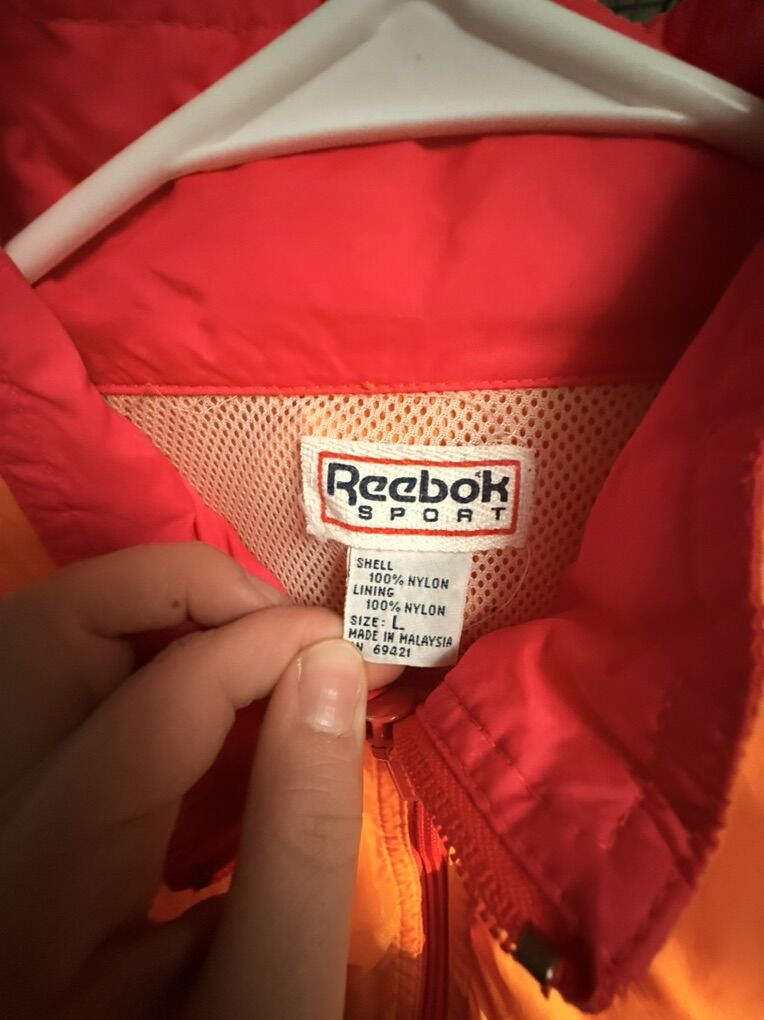 Reebok
SPORT
SHELL
100% NYLON
LINING
100% NYLON
SIZE: L
MADE IN MALAYSIA
N 69421